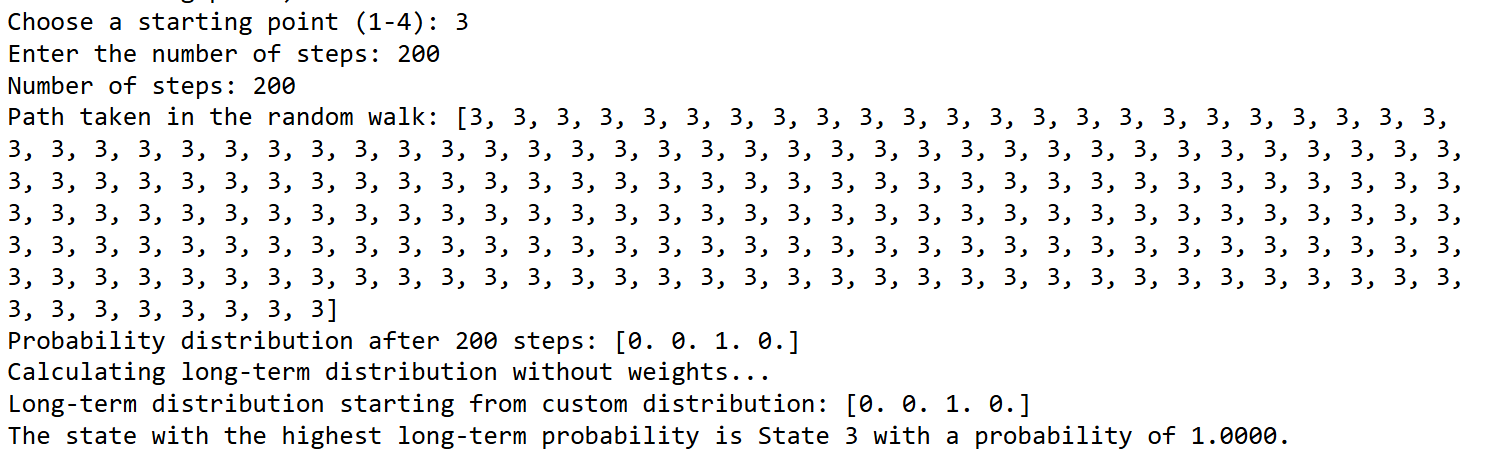 Choose a starting point (1-4): 3
Enter the number of steps: 200
Number of steps: 200
Path taken in the random walk: [3, 3, 3, 3, 3, 3, 3, 3, 3, 3, 3, 3, 3, 3, 3, 3, 3, 3, 3, 3, 3, 3, 3,
3, 3, 3, 3, 3, 3, 3, 3, 3, 3, 3, 3, 3, 3, 3, 3, 3, 3, 3, 3, 3, 3, 3, 3, 3, 3, 3, 3, 3, 3, 3, 3, 3, 3,
3, 3, 3, 3, 3, 3, 3, 3, 3, 3, 3, 3, 3, 3, 3, 3, 3, 3, 3, 3, 3, 3, 3, 3, 3, 3, 3, 3, 3, 3, 3, 3, 3, 3,
3, 3, 3, 3, 3, 3, 3, 3, 3, 3, 3, 3, 3, 3, 3, 3, 3, 3, 3, 3, 3, 3, 3, 3, 3, 3, 3, 3, 3, 3, 3, 3, 3, 3,
3, 3, 3, 3, 3, 3, 3, 3, 3, 3, 3, 3, 3, 3, 3, 3, 3, 3, 3, 3, 3, 3, 3, 3, 3, 3, 3, 3, 3, 3, 3, 3, 3, 3,
3, 3, 3, 3, 3, 3, 3, 3, 3, 3, 3, 3, 3, 3, 3, 3, 3, 3, 3, 3, 3, 3, 3, 3, 3, 3, 3, 3, 3, 3, 3, 3, 3, 3,
3, 3, 3, 3, 3, 3, 3, 3]
Probability distribution after 200 steps: [0. 0. 1. 0.]
Calculating long-term distribution without weights...
Long-term distribution starting from custom distribution: [0. 0. 1. 0.]
The state with the highest long-term probability is State 3 with a probability of 1.0000.